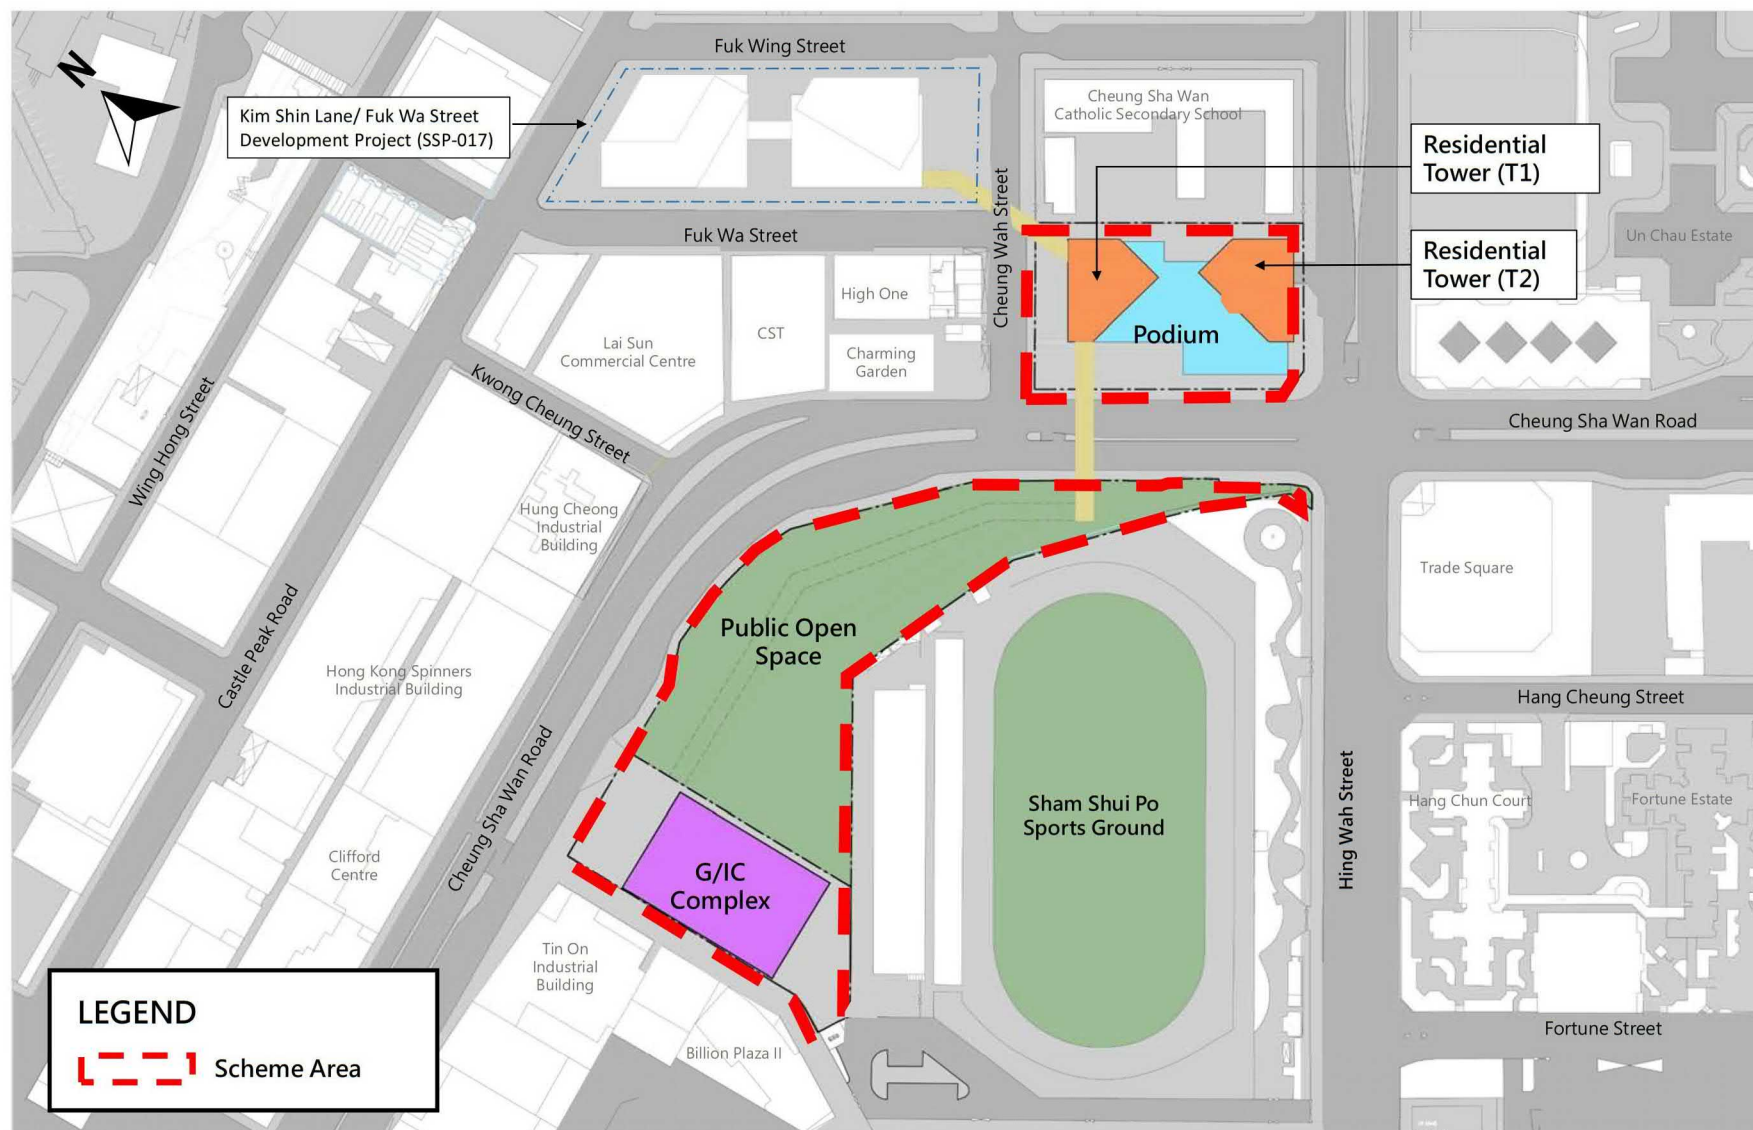 Fuk Wing Street
N
Kim Shin Lane/ Fuk Wa Street
Development Project (SSP-017)
Cheung Sha Wan
Catholic Secondary School
Residential
Tower (T1)
Residential
Tower (T2)
Un Chau Estate
Fuk Wa Street
Cheung Wah Street
High One
CST
Lai Sun
Commercial Centre
Charming
Garden
Podium
Kwong Cheung Street
Wing Hong Street
Cheung Sha Wan Road
Hung Cheong
Industrial
Building
Trade Square
Castle Peak Road
Public Open
Space
Hong Kong Spinners
Industrial Building
Hang Cheung Street
Cheung Sha Wan Road
Hing Wah Street
Sham Shui Po
Sports Ground
Hang Chun Court
Fortune Estate
Clifford
Centre
G/IC
Complex
Tin On
Industrial
Building
Billion Plaza II
Fortune Street
LEGEND
Scheme Area